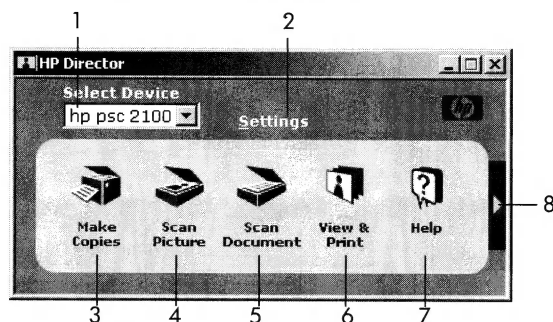 1
2
HP Director
Select Device
hp psc 2100
Settings
hp
8
Make Copies
Scan Picture
Scan Document
View & Print
Help
3
4
5
6
7